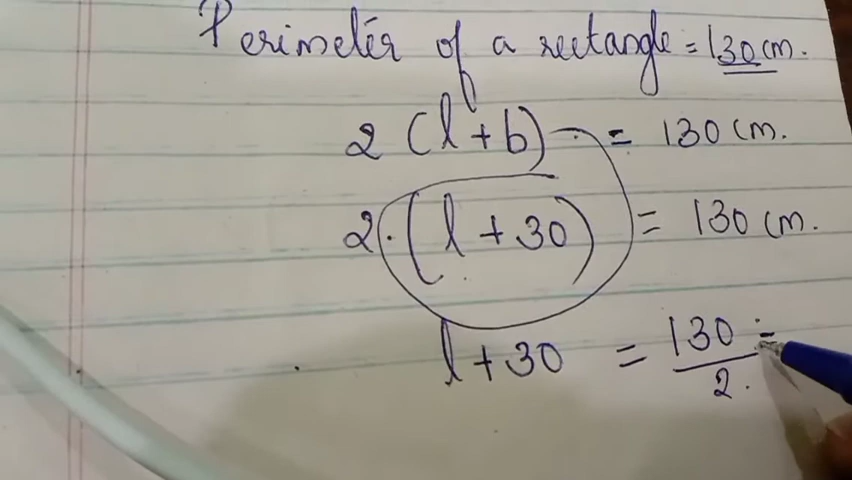 Perimeter of a rectangle = 130 cm.
2 (l + b) = 130 cm.
2 . (l + 30) = 130 cm.
l + 30 = 130/2. =